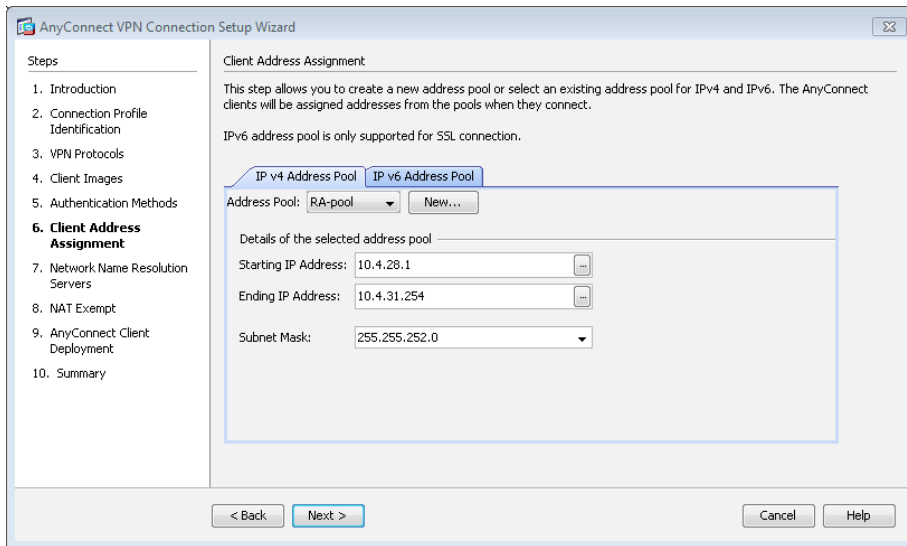 AnyConnect VPN Connection Setup Wizard
Steps
1. Introduction
2. Connection Profile
Identification
3. VPN Protocols
4. Client Images
5. Authentication Methods
6. Client Address
Assignment
7. Network Name Resolution
Servers
8. NAT Exempt
9. AnyConnect Client
Deployment
10. Summary
Client Address Assignment
This step allows you to create a new address pool or select an existing address pool for IPv4 and IPv6. The AnyConnect
clients will be assigned addresses from the pools when they connect.
IPv6 address pool is only supported for SSL connection.
IP v4 Address Pool IP v6 Address Pool
Address Pool: RA-pool New...
Details of the selected address pool
Starting IP Address: 10.4.28.1 ...
Ending IP Address: 10.4.31.254 ...
Subnet Mask: 255.255.252.0
< Back Next > Cancel Help